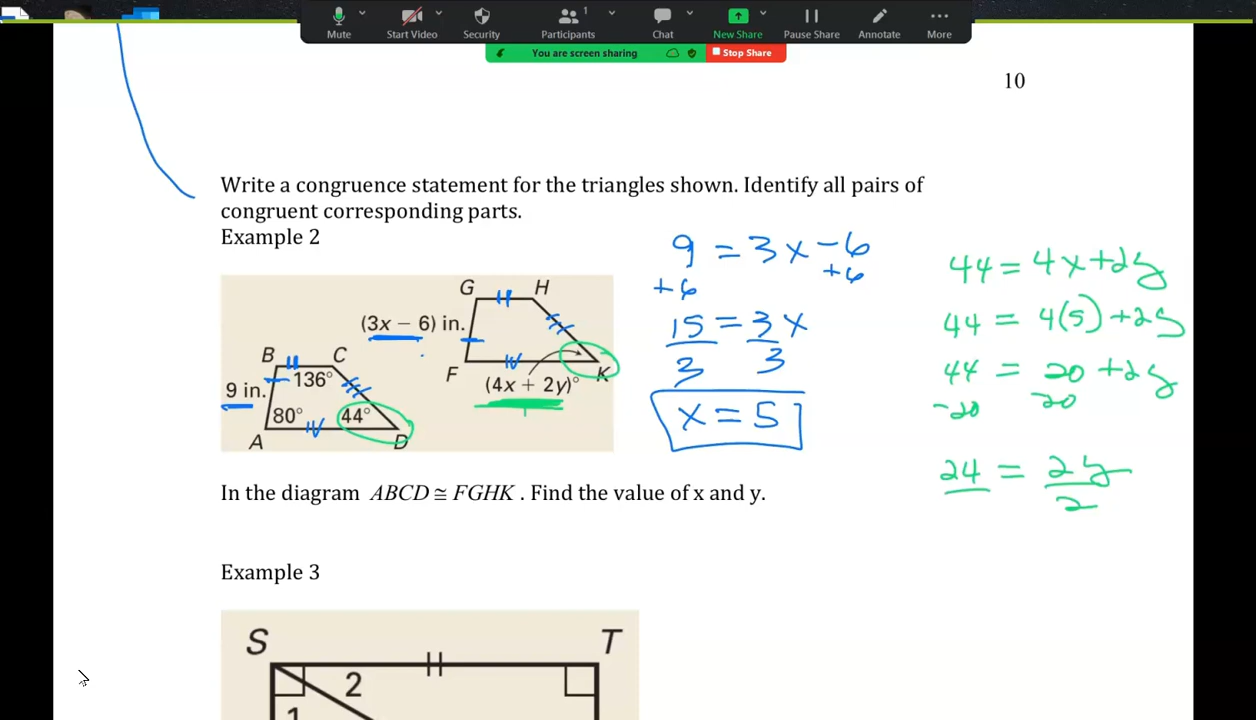 1
Mute
Start Video
Security
Participants
Chat
New Share
Pause Share
Annotate
More
You are screen sharing
Stop Share
10
Write a congruence statement for the triangles shown. Identify all pairs of
congruent corresponding parts.
Example 2
G H
(3x − 6) in.
F (4x + 2y)° K
B C
136°
9 in.
80° 44°
A D
9 = 3x − 6
+6 +6
15 = 3x
3 3
x = 5
44 = 4x + 2y
44 = 4(5) + 2y
44 = 20 + 2y
-20 -20
24 = 2y
2
In the diagram ABCD ≅ FGHK . Find the value of x and y.
Example 3
S T
2
1